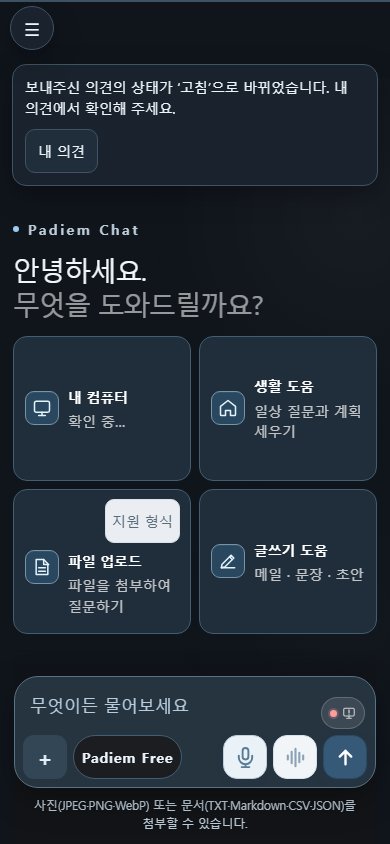 보내주신 의견의 상태가 ‘고침’으로 바뀌었습니다. 내
의견에서 확인해 주세요.
내 의견
Padiem Chat
안녕하세요.
무엇을 도와드릴까요?
내 컴퓨터
확인 중...
생활 도움
일상 질문과 계획
세우기
지원 형식
파일 업로드
파일을 첨부하여
질문하기
글쓰기 도움
메일 · 문장 · 초안
무엇이든 물어보세요
+
Padiem Free
사진(JPEG·PNG·WebP) 또는 문서(TXT·Markdown·CSV·JSON)를
첨부할 수 있습니다.